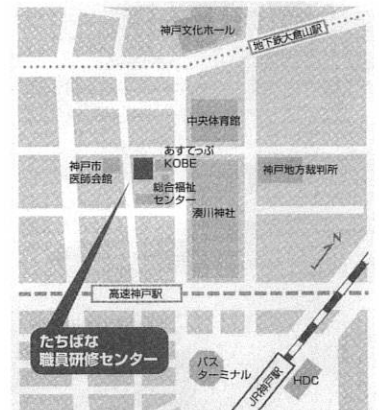 神戸文化ホール
地下鉄大倉山駅
中央体育館
あすてっぷ
KOBE
神戸市
医師会館
総合福祉
センター
神戸地方裁判所
湊川神社
N
高速神戸駅
たちばな
職員研修センター
バス
ターミナル
JR神戸駅
HDC